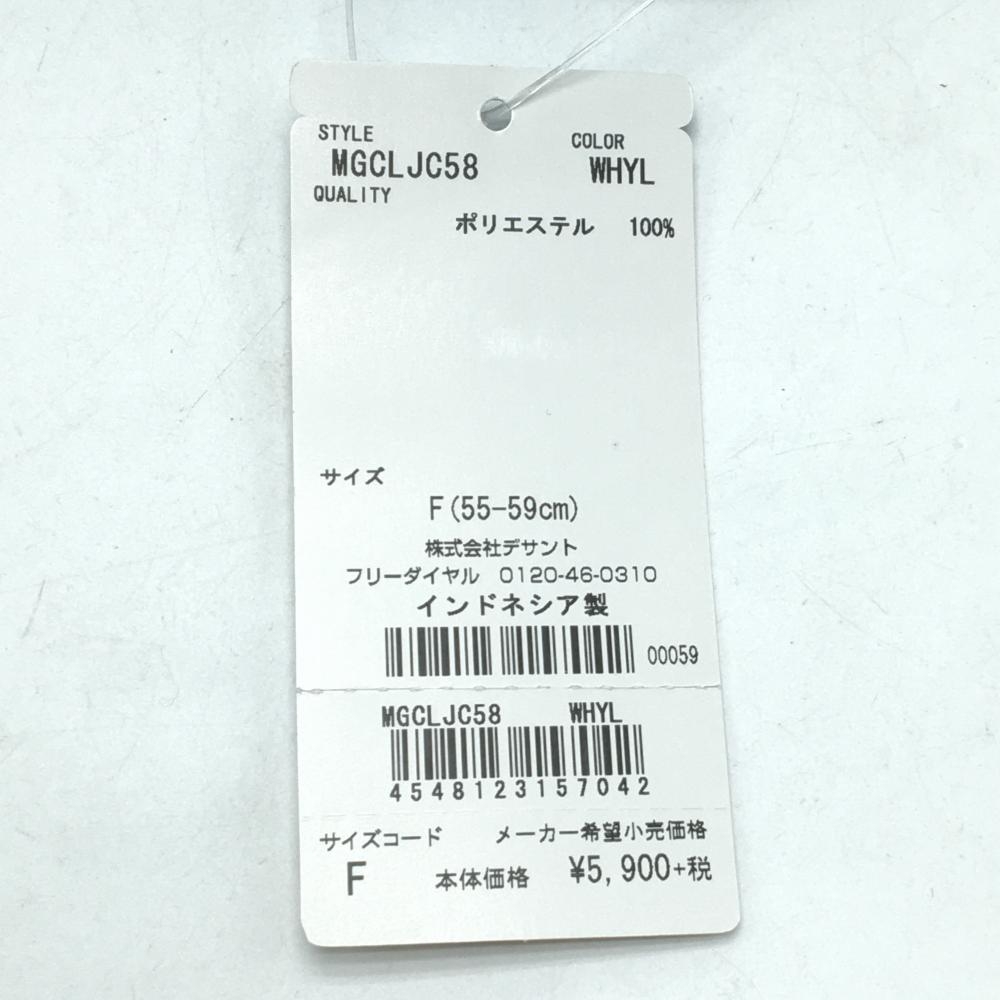 STYLE COLOR
MGCLJC58 WHYL
QUALITY
ポリエステル 100%
サイズ
F(55-59cm)
株式会社デサント
フリーダイヤル 0120-46-0310
インドネシア製
00059
MGCLJC58 WHYL
4548123157042
サイズコード メーカー希望小売価格
F 本体価格 ¥5,900+税